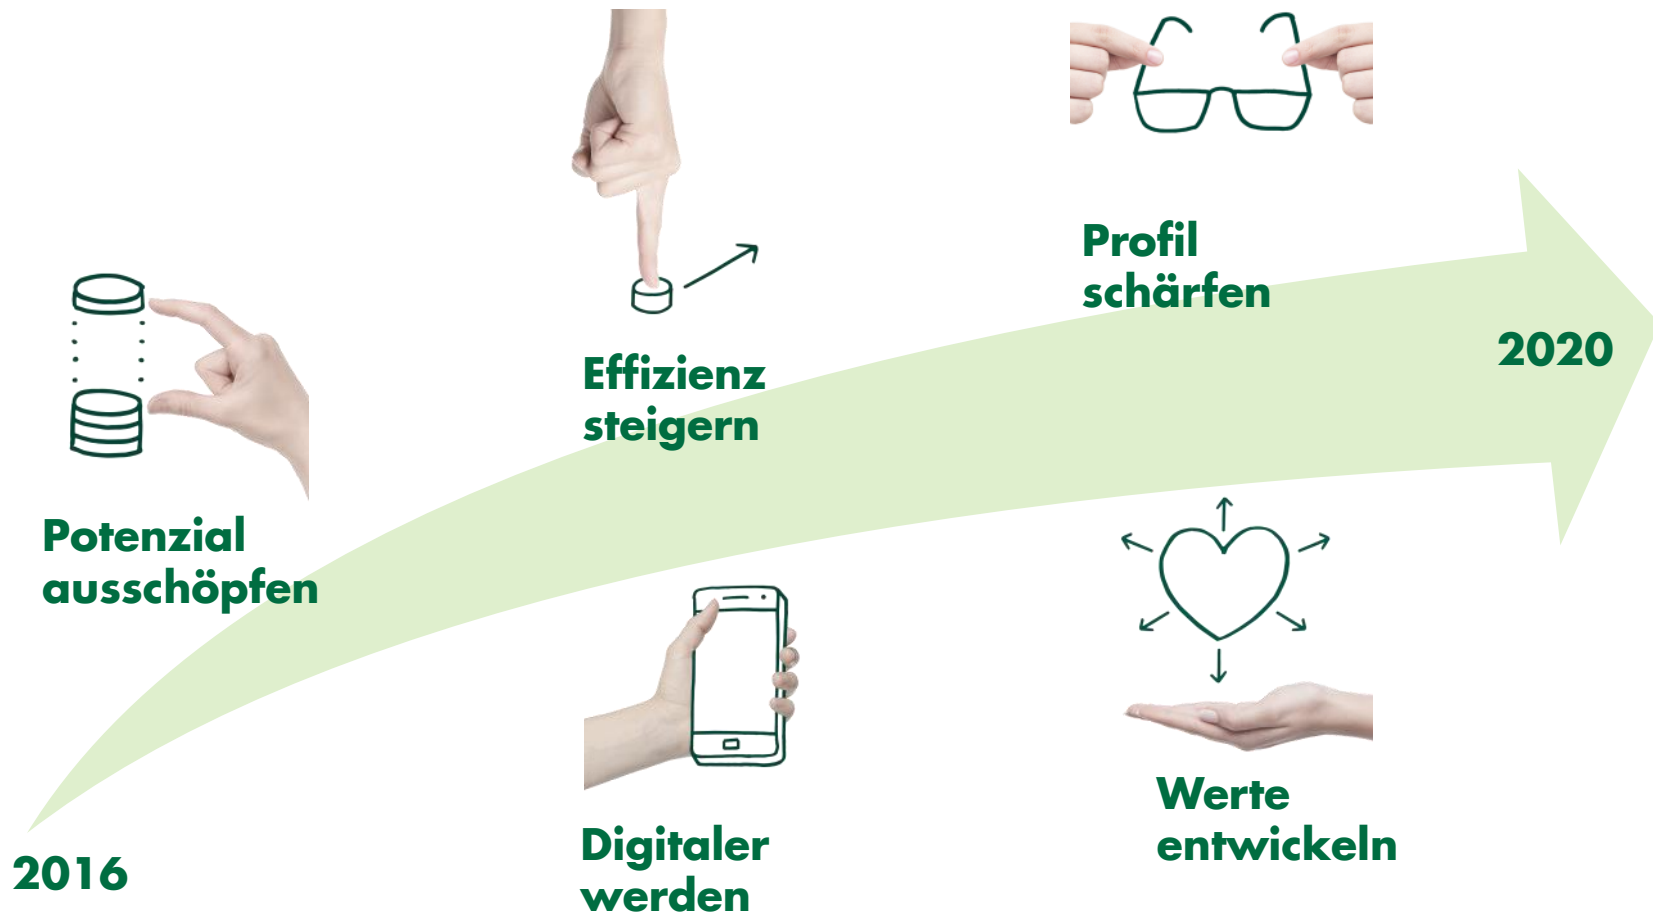 Profil
schärfen
2020
Effizienz
steigern
Potenzial
ausschöpfen
Werte
entwickeln
Digitaler
werden
2016